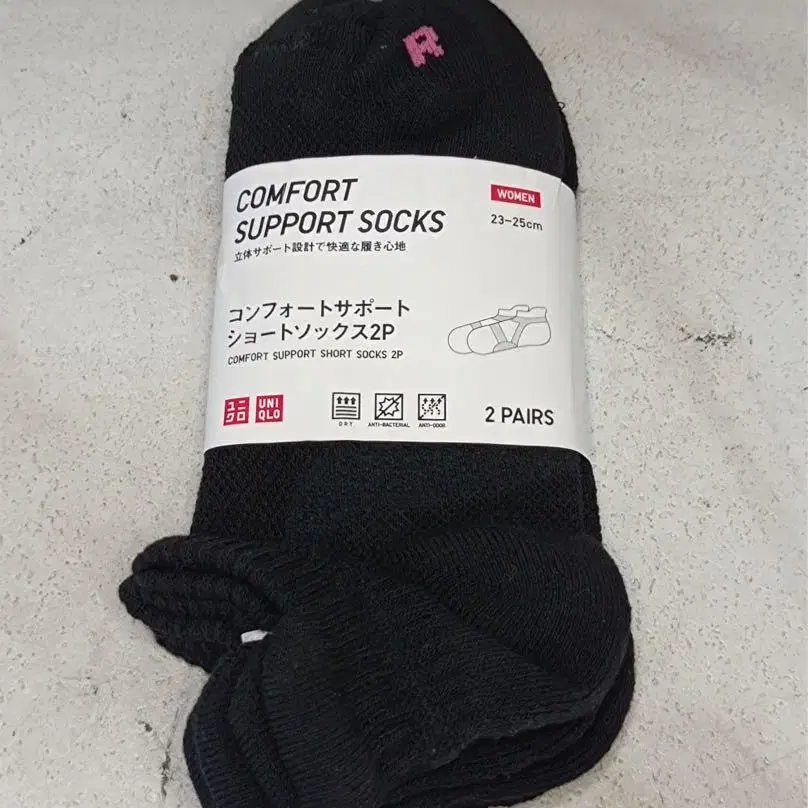 R
COMFORT
SUPPORT SOCKS
立体サポート設計で快適な履き心地
WOMEN
23-25cm
コンフォートサポート
ショートソックス2P
COMFORT SUPPORT SHORT SOCKS 2P
ユニ
クロ
UNI
QLO
DRY
ANTI-BACTERIAL
ANTI-ODOR
2 PAIRS